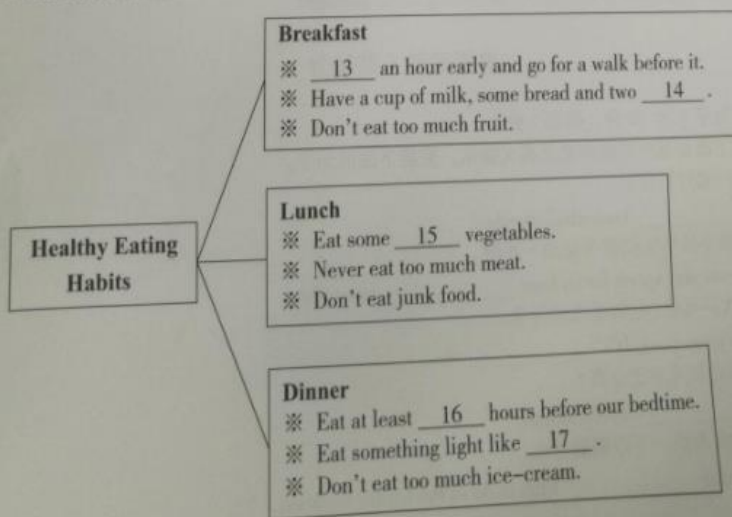 Breakfast
※ 13 an hour early and go for a walk before it.
※ Have a cup of milk, some bread and two 14 .
※ Don't eat too much fruit.
Healthy Eating
Habits
Lunch
※ Eat some 15 vegetables.
※ Never eat too much meat.
※ Don't eat junk food.
Dinner
※ Eat at least 16 hours before our bedtime.
※ Eat something light like 17 .
※ Don't eat too much ice-cream.